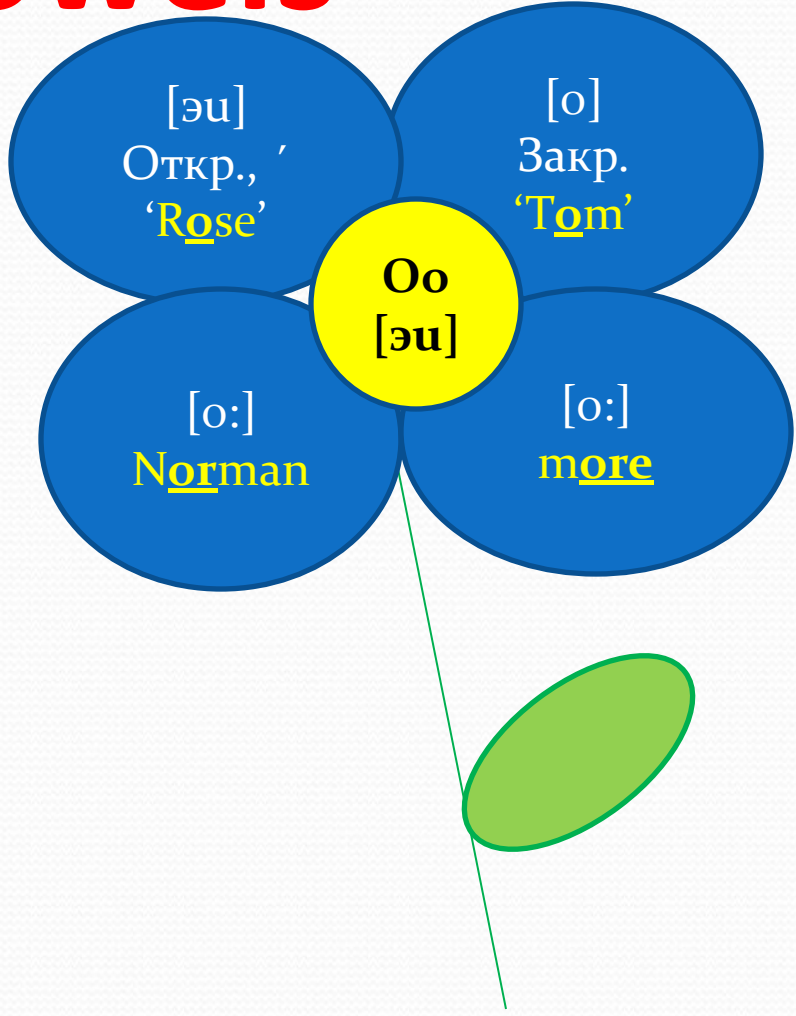 [эu]
Откр., ՛
‘Rose’
[o]
Закр.
‘Tom’
Oo
[эu]
[o:]
Norman
[o:]
more